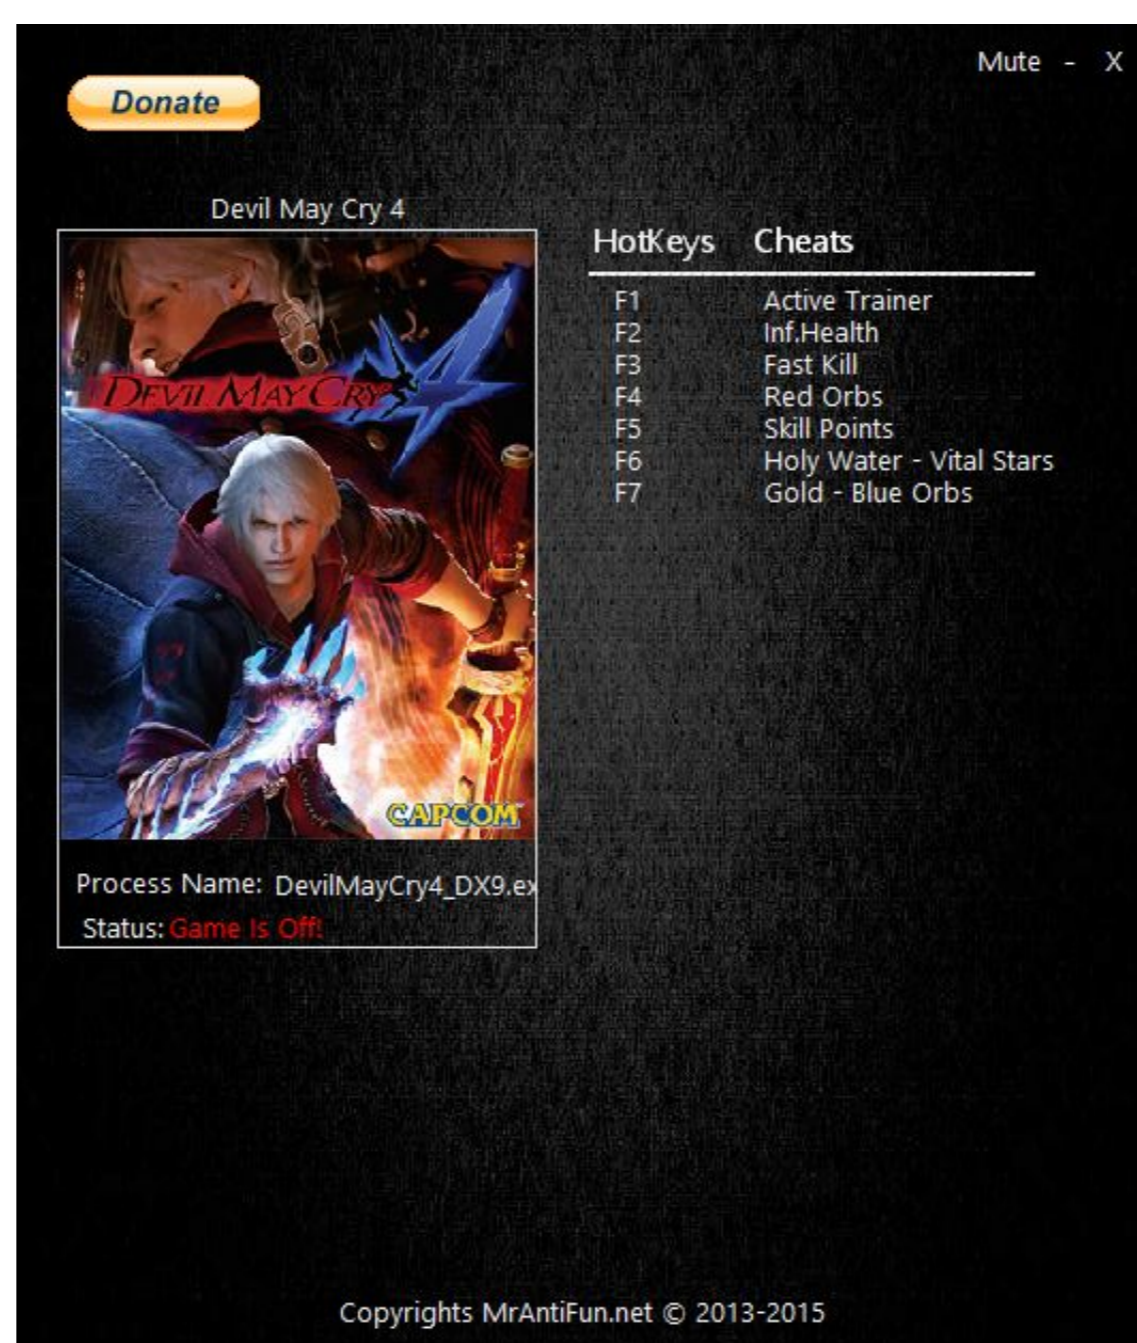 Mute - X
Donate
Devil May Cry 4
DEVIL MAY CRY 4
CAPCOM
Process Name: DevilMayCry4_DX9.ex
Status: Game Is Off!
HotKeys Cheats
F1 Active Trainer
F2 Inf.Health
F3 Fast Kill
F4 Red Orbs
F5 Skill Points
F6 Holy Water - Vital Stars
F7 Gold - Blue Orbs
Copyrights MrAntiFun.net © 2013-2015